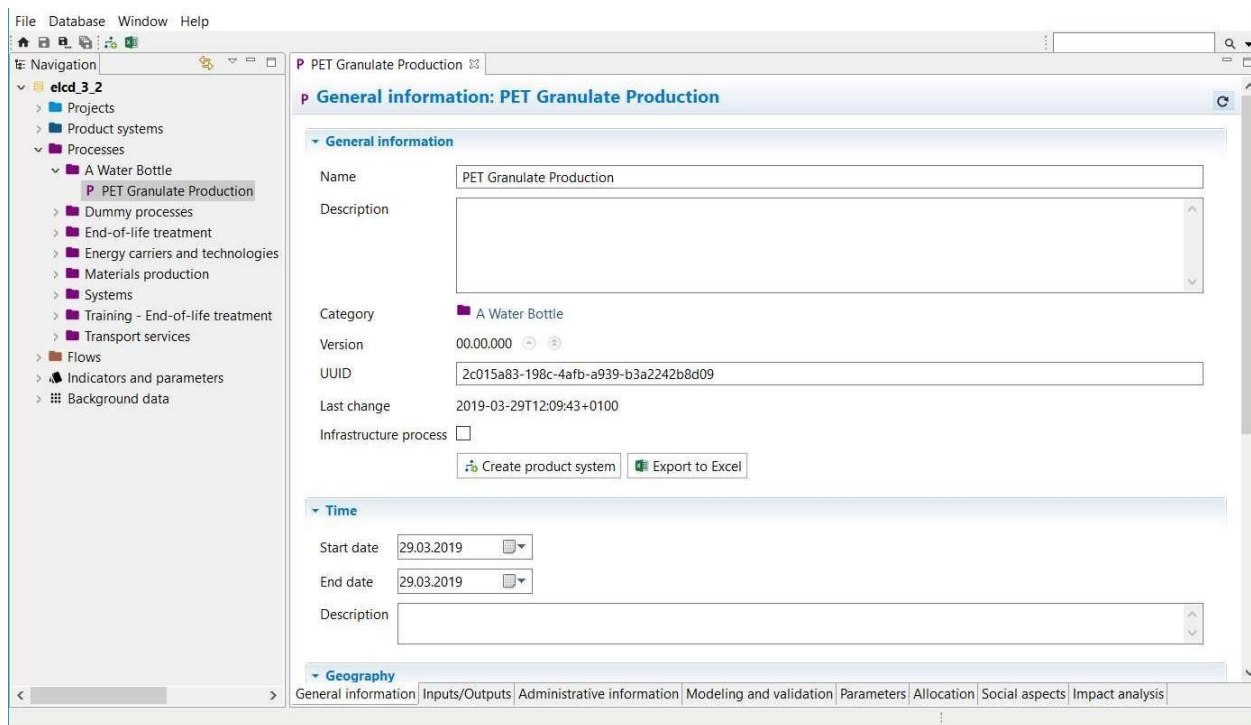 File Database Window Help
Navigation
elcd_3_2
Projects
Product systems
Processes
A Water Bottle
P PET Granulate Production
Dummy processes
End-of-life treatment
Energy carriers and technologies
Materials production
Systems
Training - End-of-life treatment
Transport services
Flows
Indicators and parameters
Background data
P PET Granulate Production
P General information: PET Granulate Production
General information
Name PET Granulate Production
Description
Category A Water Bottle
Version 00.00.000
UUID 2c015a83-198c-4afb-a939-b3a2242b8d09
Last change 2019-03-29T12:09:43+0100
Infrastructure process
Create product system Export to Excel
Time
Start date 29.03.2019
End date 29.03.2019
Description
Geography
General information Inputs/Outputs Administrative information Modeling and validation Parameters Allocation Social aspects Impact analysis